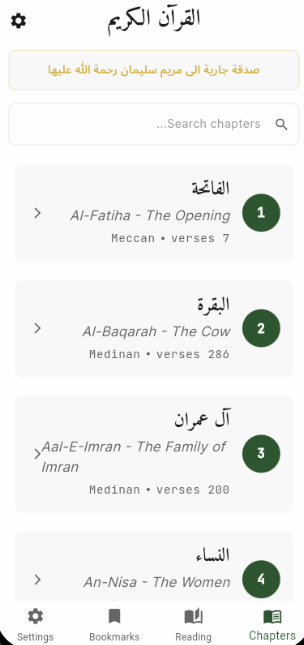 القرآن الكريم
صدقة جارية الى مريم سليمان رحمة الله عليها
Search chapters...
الفاتحة
1
Al-Fatiha - The Opening
Meccan • verses 7
البقرة
2
Al-Baqarah - The Cow
Medinan • verses 286
آل عمران
3
Aal-E-Imran - The Family of
Imran
Medinan • verses 200
النساء
4
An-Nisa - The Women
Settings
Bookmarks
Reading
Chapters